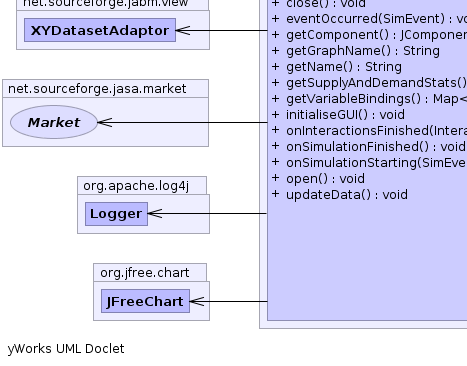 net.sourceforge.jabm.view
XYDatasetAdaptor
net.sourceforge.jasa.market
Market
org.apache.log4j
Logger
org.jfree.chart
JFreeChart
+ close() : void
+ eventOccurred(SimEvent) : vo
+ getComponent() : JCompone
+ getGraphName() : String
+ getName() : String
+ getSupplyAndDemandStats()
+ getVariableBindings() : Map<
+ initialiseGUI() : void
+ onInteractionsFinished(Intera
+ onSimulationFinished() : void
+ onSimulationStarting(SimEve
+ open() : void
+ updateData() : void
yWorks UML Doclet